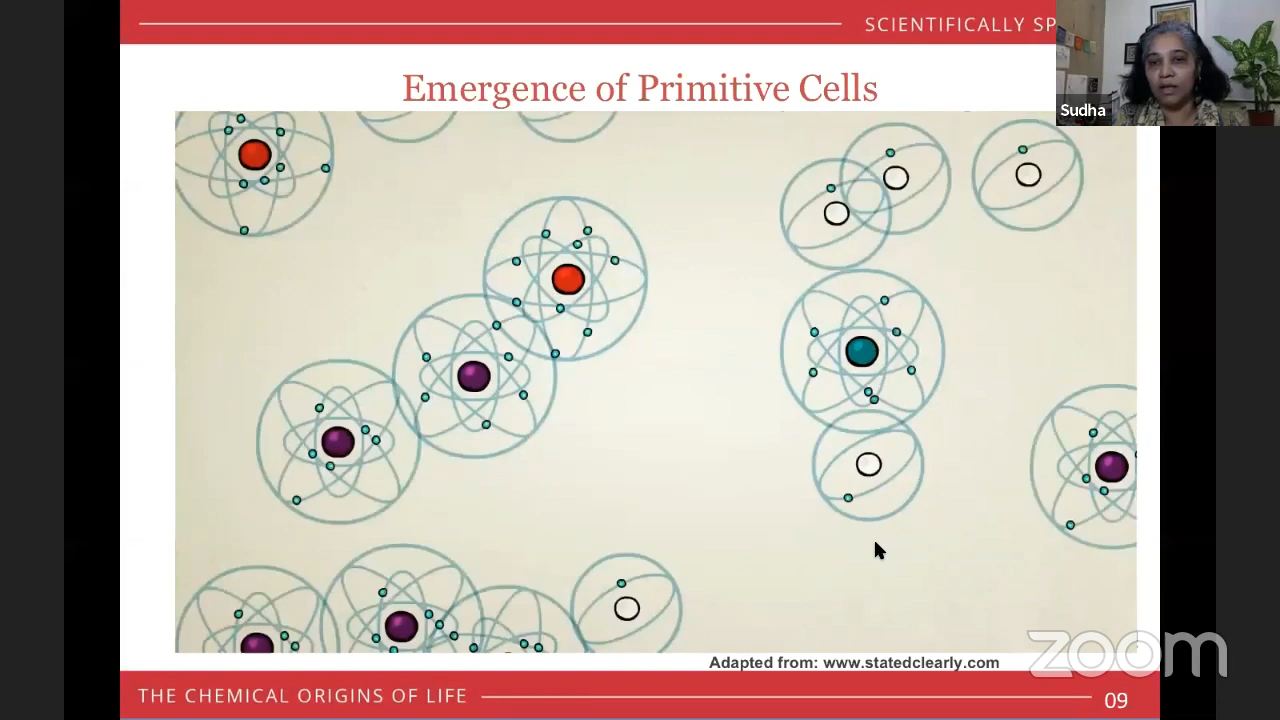 SCIENTIFICALLY SP
Sudha
Emergence of Primitive Cells
Adapted from: www.statedclearly.com
zoom
THE CHEMICAL ORIGINS OF LIFE
09